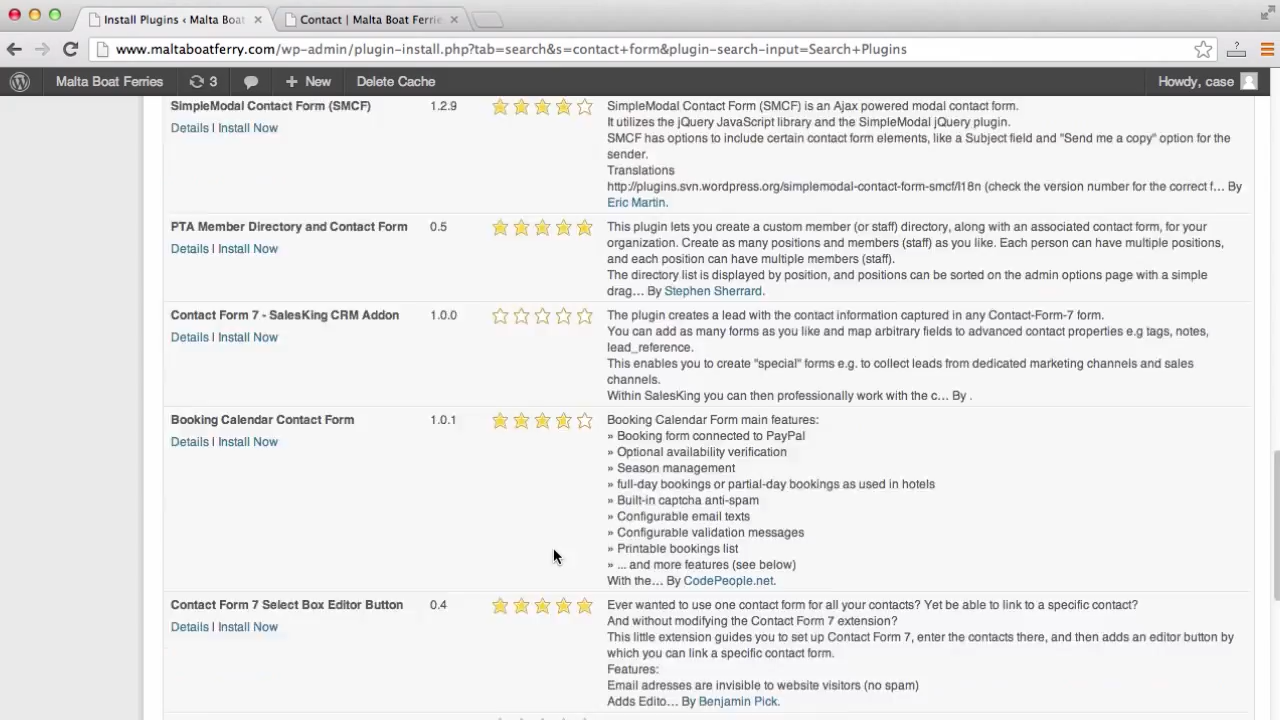 Install Plugins ‹ Malta Boat
Contact | Malta Boat Ferrie
www.maltaboatferry.com/wp-admin/plugin-install.php?tab=search&s=contact+form&plugin-search-input=Search+Plugins
Malta Boat Ferries 3 + New Delete Cache Howdy, case
SimpleModal Contact Form (SMCF) 1.2.9 SimpleModal Contact Form (SMCF) is an Ajax powered modal contact form.
Details | Install Now It utilizes the jQuery JavaScript library and the SimpleModal jQuery plugin.
SMCF has options to include certain contact form elements, like a Subject field and "Send me a copy" option for the
sender.
Translations
http://plugins.svn.wordpress.org/simplemodal-contact-form-smcf/I18n (check the version number for the correct f... By
Eric Martin.
PTA Member Directory and Contact Form 0.5 This plugin lets you create a custom member (or staff) directory, along with an associated contact form, for your
Details | Install Now organization. Create as many positions and members (staff) as you like. Each person can have multiple positions,
and each position can have multiple members (staff).
The directory list is displayed by position, and positions can be sorted on the admin options page with a simple
drag... By Stephen Sherrard.
Contact Form 7 - SalesKing CRM Addon 1.0.0 The plugin creates a lead with the contact information captured in any Contact-Form-7 form.
Details | Install Now You can add as many forms as you like and map arbitrary fields to advanced contact properties e.g tags, notes,
lead_reference.
This enables you to create "special" forms e.g. to collect leads from dedicated marketing channels and sales
channels.
Within SalesKing you can then professionally work with the c... By .
Booking Calendar Contact Form 1.0.1 Booking Calendar Form main features:
Details | Install Now » Booking form connected to PayPal
» Optional availability verification
» Season management
» full-day bookings or partial-day bookings as used in hotels
» Built-in captcha anti-spam
» Configurable email texts
» Configurable validation messages
» Printable bookings list
» ... and more features (see below)
With the... By CodePeople.net.
Contact Form 7 Select Box Editor Button 0.4 Ever wanted to use one contact form for all your contacts? Yet be able to link to a specific contact?
Details | Install Now And without modifying the Contact Form 7 extension?
This little extension guides you to set up Contact Form 7, enter the contacts there, and then adds an editor button by
which you can link a specific contact form.
Features:
Email adresses are invisible to website visitors (no spam)
Adds Edito... By Benjamin Pick.